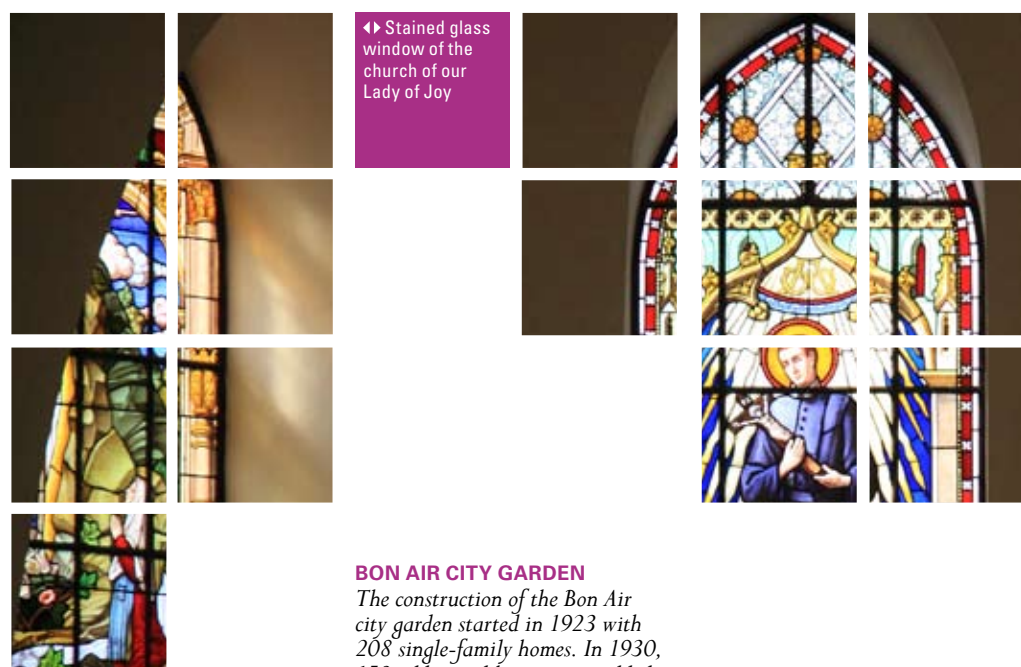 ◂▸ Stained glass
window of the
church of our
Lady of Joy
BON AIR CITY GARDEN
The construction of the Bon Air
city garden started in 1923 with
208 single-family homes. In 1930,